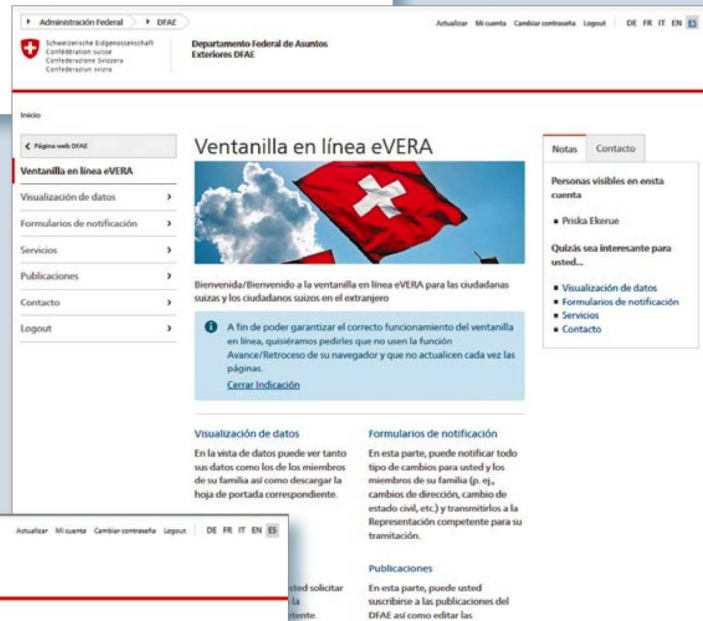 Administración Federal DFAE
Actualizar Mi cuenta Cambiar contraseña Logout DE FR IT EN ES
Schweizerische Eidgenossenschaft
Confédération suisse
Confederazione Svizzera
Confederaziun svizra
Departamento Federal de Asuntos
Exteriores DFAE
Inicio
Página web DFAE
Ventanilla en línea eVERA
Visualización de datos
Formularios de notificación
Servicios
Publicaciones
Contacto
Logout
Ventanilla en línea eVERA
Bienvenida/Bienvenido a la ventanilla en línea eVERA para las ciudadanas
suizas y los ciudadanos suizos en el extranjero
A fin de poder garantizar el correcto funcionamiento del ventanilla
en línea, quisiéramos pedirles que no usen la función
Avance/Retroceso de su navegador y que no actualicen cada vez las
páginas.
Cerrar Indicación
Visualización de datos
En la vista de datos puede ver tanto
sus datos como los de los miembros
de su familia así como descargar la
hoja de portada correspondiente.
Formularios de notificación
En esta parte, puede notificar todo
tipo de cambios para usted y los
miembros de su familia (p. ej.,
cambios de dirección, cambio de
estado civil, etc.) y transmitirlos a la
Representación competente para su
tramitación.
Publicaciones
En esta parte, puede usted
suscribirse a las publicaciones del
DFAE así como editar las
Notas Contacto
Personas visibles en ensta
cuenta
Priska Ekerue
Quizás sea interesante para
usted...
Visualización de datos
Formularios de notificación
Servicios
Contacto
Actualizar Mi cuenta Cambiar contraseña Logout DE FR IT EN ES
solicitar
la